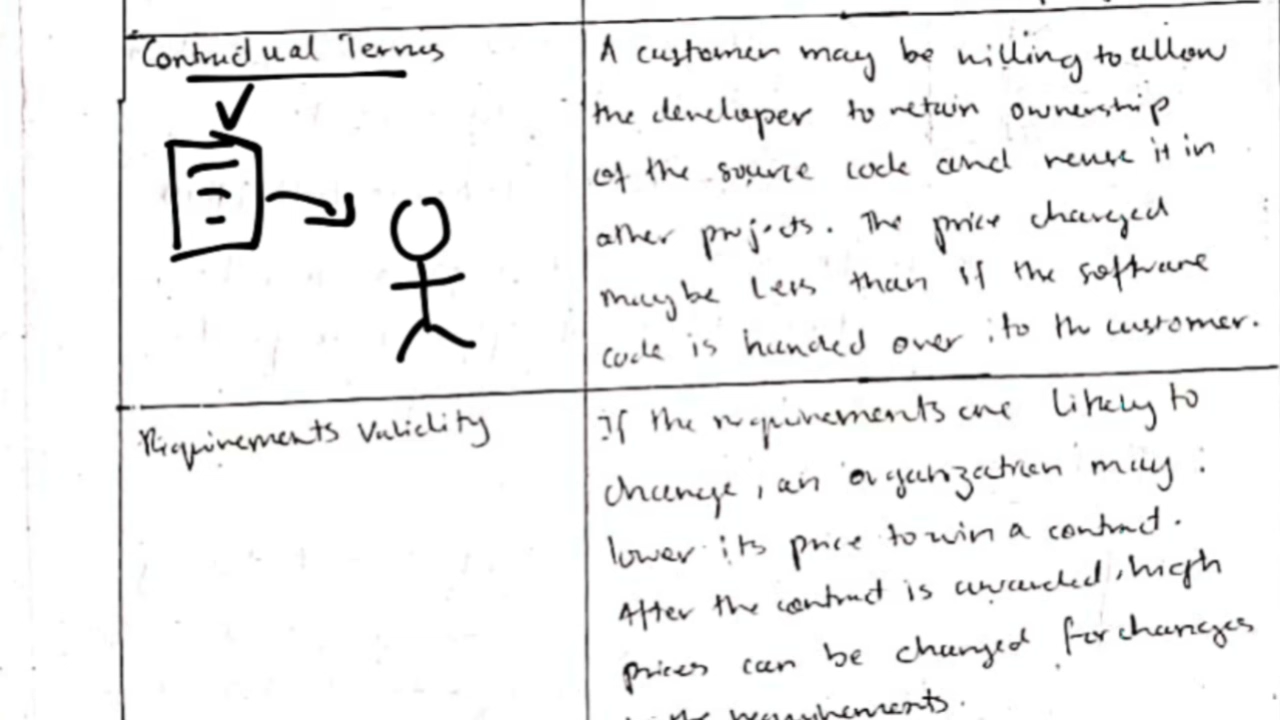 Contractual Terms
A customer may be willing to allow
the developer to retain ownership
of the source code and reuse it in
other projects. The price charged
may be less than if the software
code is handed over to the customer.
Requirements Validity
If the requirements are likely to
change, an organization may
lower its price to win a contract.
After the contract is awarded, high
prices can be charged for changes
the requirements.